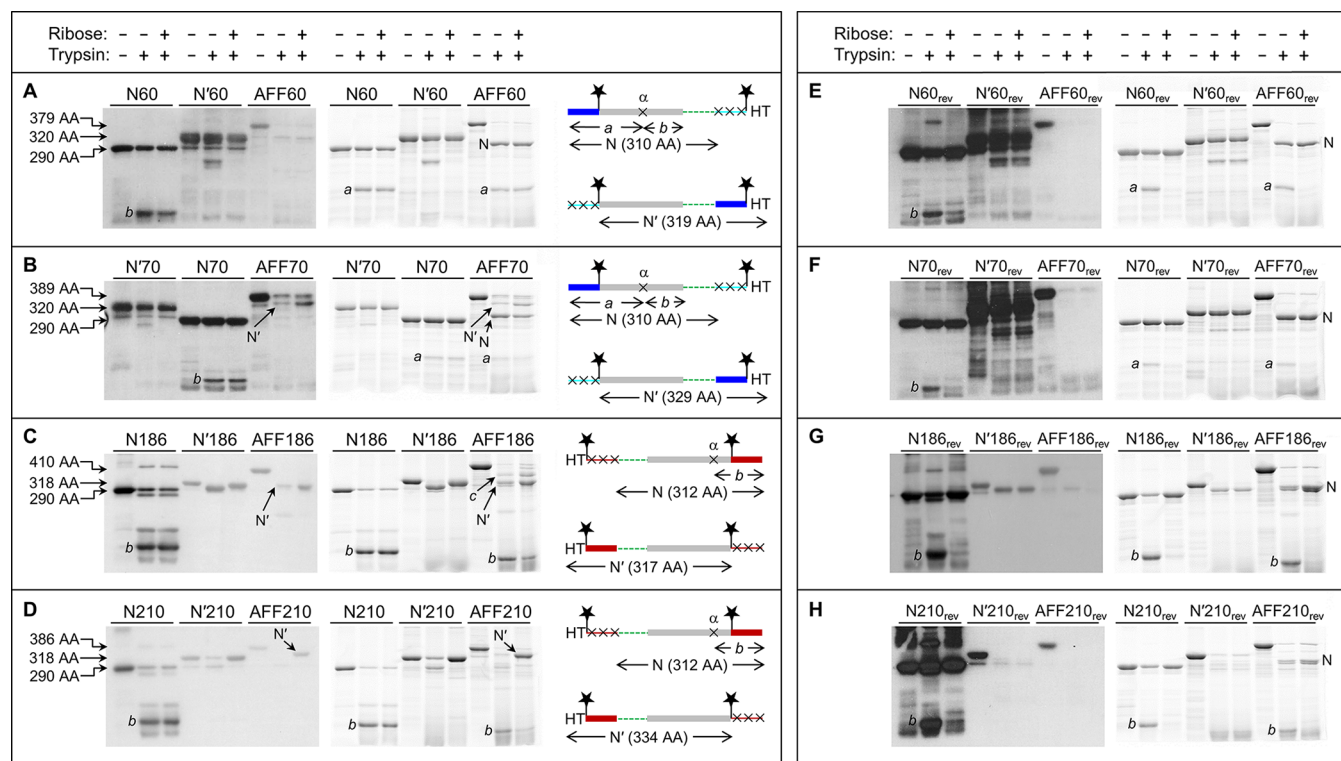 Ribose: – – + – – + – – + – – + – – + – – +
Trypsin: – + + – + + – + + – + + – + + – + +
Ribose: – – + – – + – – + – – + – – + – – +
Trypsin: – + + – + + – + + – + + – + + – + +
A
N60 N′60 AFF60 N60 N′60 AFF60
379 AA
320 AA
290 AA
b
a
N
a
α
HT
a b
N (310 AA)
HT
N′ (319 AA)
B
N′70 N70 AFF70 N′70 N70 AFF70
389 AA
320 AA
290 AA
N′
b
a
N′ N
a
α
HT
a b
N (310 AA)
HT
N′ (329 AA)
C
N186 N′186 AFF186 N186 N′186 AFF186
410 AA
318 AA
290 AA
N′
b
b
c
N′
b
α
HT
b
N (312 AA)
HT
N′ (317 AA)
D
N210 N′210 AFF210 N210 N′210 AFF210
386 AA
318 AA
290 AA
N′
b
N′
b
b
α
HT
b
N (312 AA)
HT
N′ (334 AA)
E
N60rev N′60rev AFF60rev N60rev N′60rev AFF60rev
N
b
a
a
F
N70rev N′70rev AFF70rev N70rev N′70rev AFF70rev
N
b
a
a
G
N186rev N′186rev AFF186rev N186rev N′186rev AFF186rev
N
b
b
b
H
N210rev N′210rev AFF210rev N210rev N′210rev AFF210rev
N
b
b
b